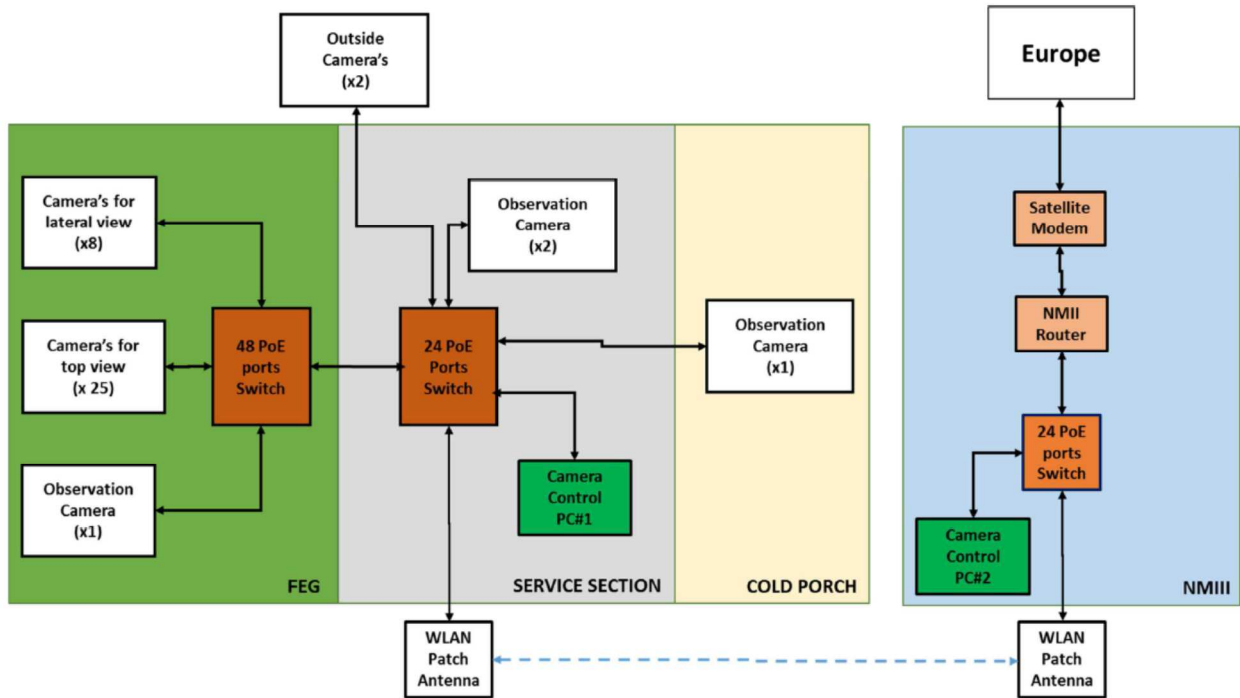 Outside
Camera's
(x2)
Europe
Camera's for
lateral view
(x8)
Observation
Camera
(x2)
Satellite
Modem
Camera's for
top view
(x 25)
48 PoE
ports
Switch
24 PoE
Ports
Switch
Observation
Camera
(x1)
NMII
Router
Observation
Camera
(x1)
Camera
Control
PC#1
24 PoE
ports
Switch
Camera
Control
PC#2
FEG
SERVICE SECTION
COLD PORCH
NMIII
WLAN
Patch
Antenna
WLAN
Patch
Antenna